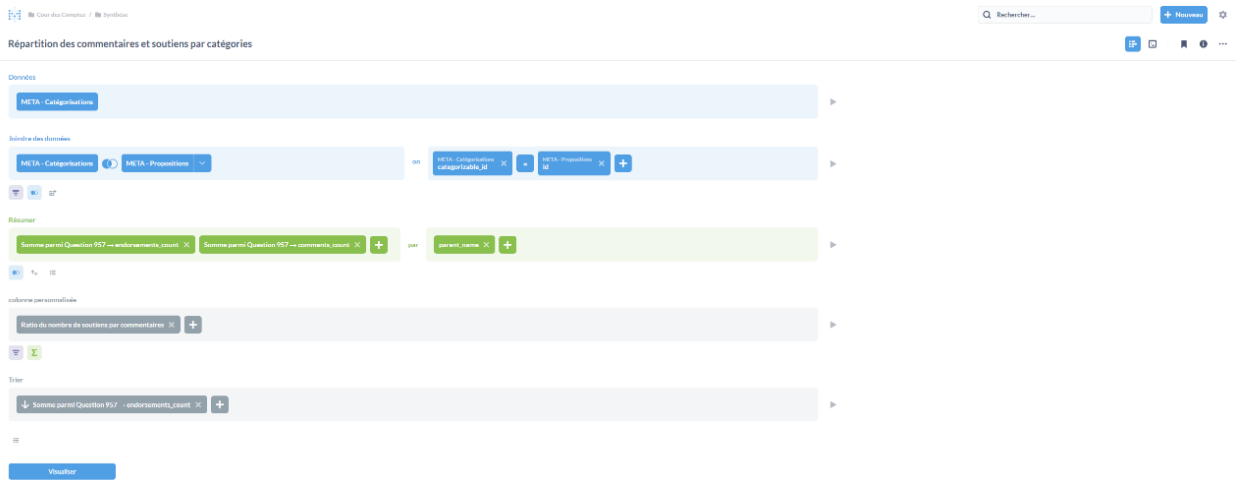 Cour des Comptes / Synthèse
Rechercher...
+ Nouveau
Répartition des commentaires et soutiens par catégories
Données
META - Catégorisations
Joindre des données
META - Catégorisations META - Propositions on META - Catégorisations categorizable_id = META - Propositions id
Résumer
Somme parmi Question 957 → endorsements_count Somme parmi Question 957 → comments_count par parent_name
colonne personnalisée
Ratio du nombre de soutiens par commentaires
Trier
Somme parmi Question 957 → endorsements_count
Visualiser